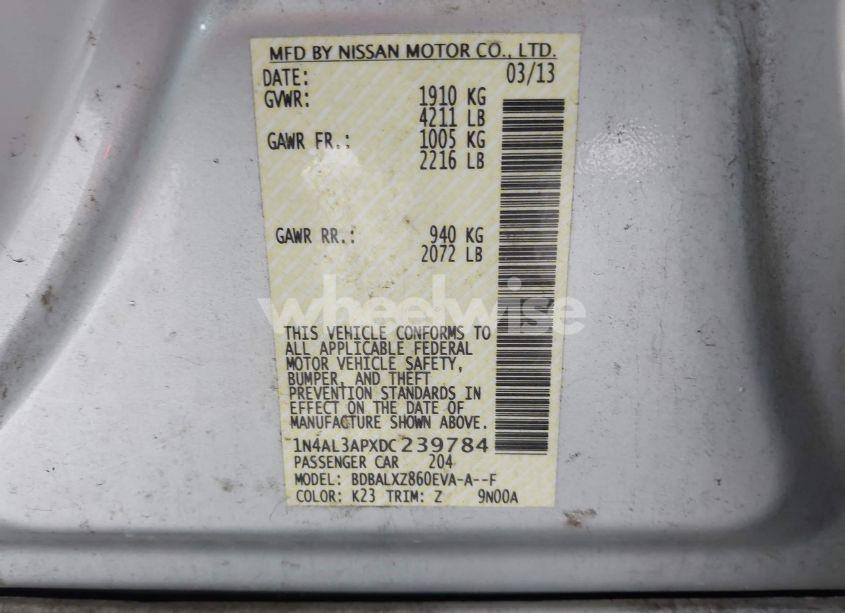 MFD BY NISSAN MOTOR CO., LTD.
DATE: 03/13
GVWR: 1910 KG
4211 LB
GAWR FR.: 1005 KG
2216 LB
GAWR RR.: 940 KG
2072 LB
wheelwise
THIS VEHICLE CONFORMS TO
ALL APPLICABLE FEDERAL
MOTOR VEHICLE SAFETY,
BUMPER, AND THEFT
PREVENTION STANDARDS IN
EFFECT ON THE DATE OF
MANUFACTURE SHOWN ABOVE.
1N4AL3APXDC239784
PASSENGER CAR 204
MODEL: BDBALXZ860EVA-A--F
COLOR: K23 TRIM: Z 9N00A